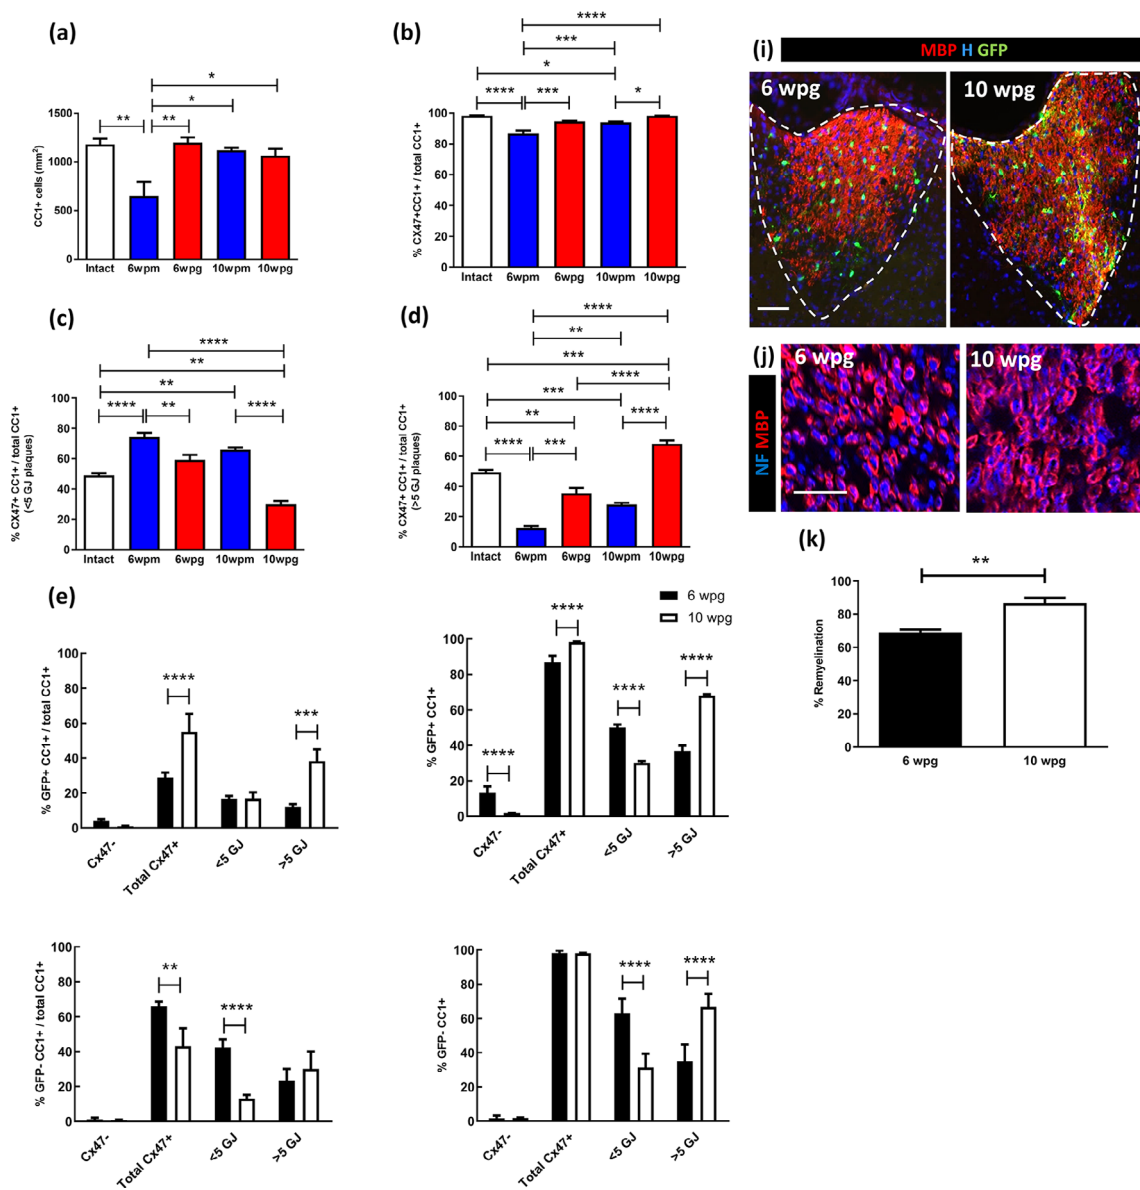 (a)
* 
*
** **
CC1+ cells (mm²)
1500
1000
500
0
Intact 6wpm 6wpg 10wpm 10wpg
(b)
****
***
*
**** *** *
% CX47+CC1+ / total CC1+
100
80
60
40
20
0
Intact 6wpm 6wpg 10wpm 10wpg
(c)
****
**
**
**** ** ****
% CX47+ CC1+ / total CC1+
(<5 GJ plaques)
100
80
60
40
20
0
Intact 6wpm 6wpg 10wpm 10wpg
(d)
****
**
***
****
***
**
****
**** ***
% CX47+ CC1+ / total CC1+
(>5 GJ plaques)
100
80
60
40
20
0
Intact 6wpm 6wpg 10wpm 10wpg
(e)
% GFP+ CC1+ / total CC1+
100
80
60
40
20
0
**** ***
Cx47- Total Cx47+ <5 GJ >5 GJ
6 wpg
10 wpg
% GFP+ CC1+
100
80
60
40
20
0
**** **** **** ****
Cx47- Total Cx47+ <5 GJ >5 GJ
% GFP- CC1+ / total CC1+
100
80
60
40
20
0
** ****
Cx47- Total Cx47+ <5 GJ >5 GJ
% GFP- CC1+
100
80
60
40
20
0
**** ****
Cx47- Total Cx47+ <5 GJ >5 GJ
(i)
MBP H GFP
6 wpg 10 wpg
(j)
NF MBP
6 wpg 10 wpg
(k)
**
% Remyelination
100
80
60
40
20
0
6 wpg 10 wpg